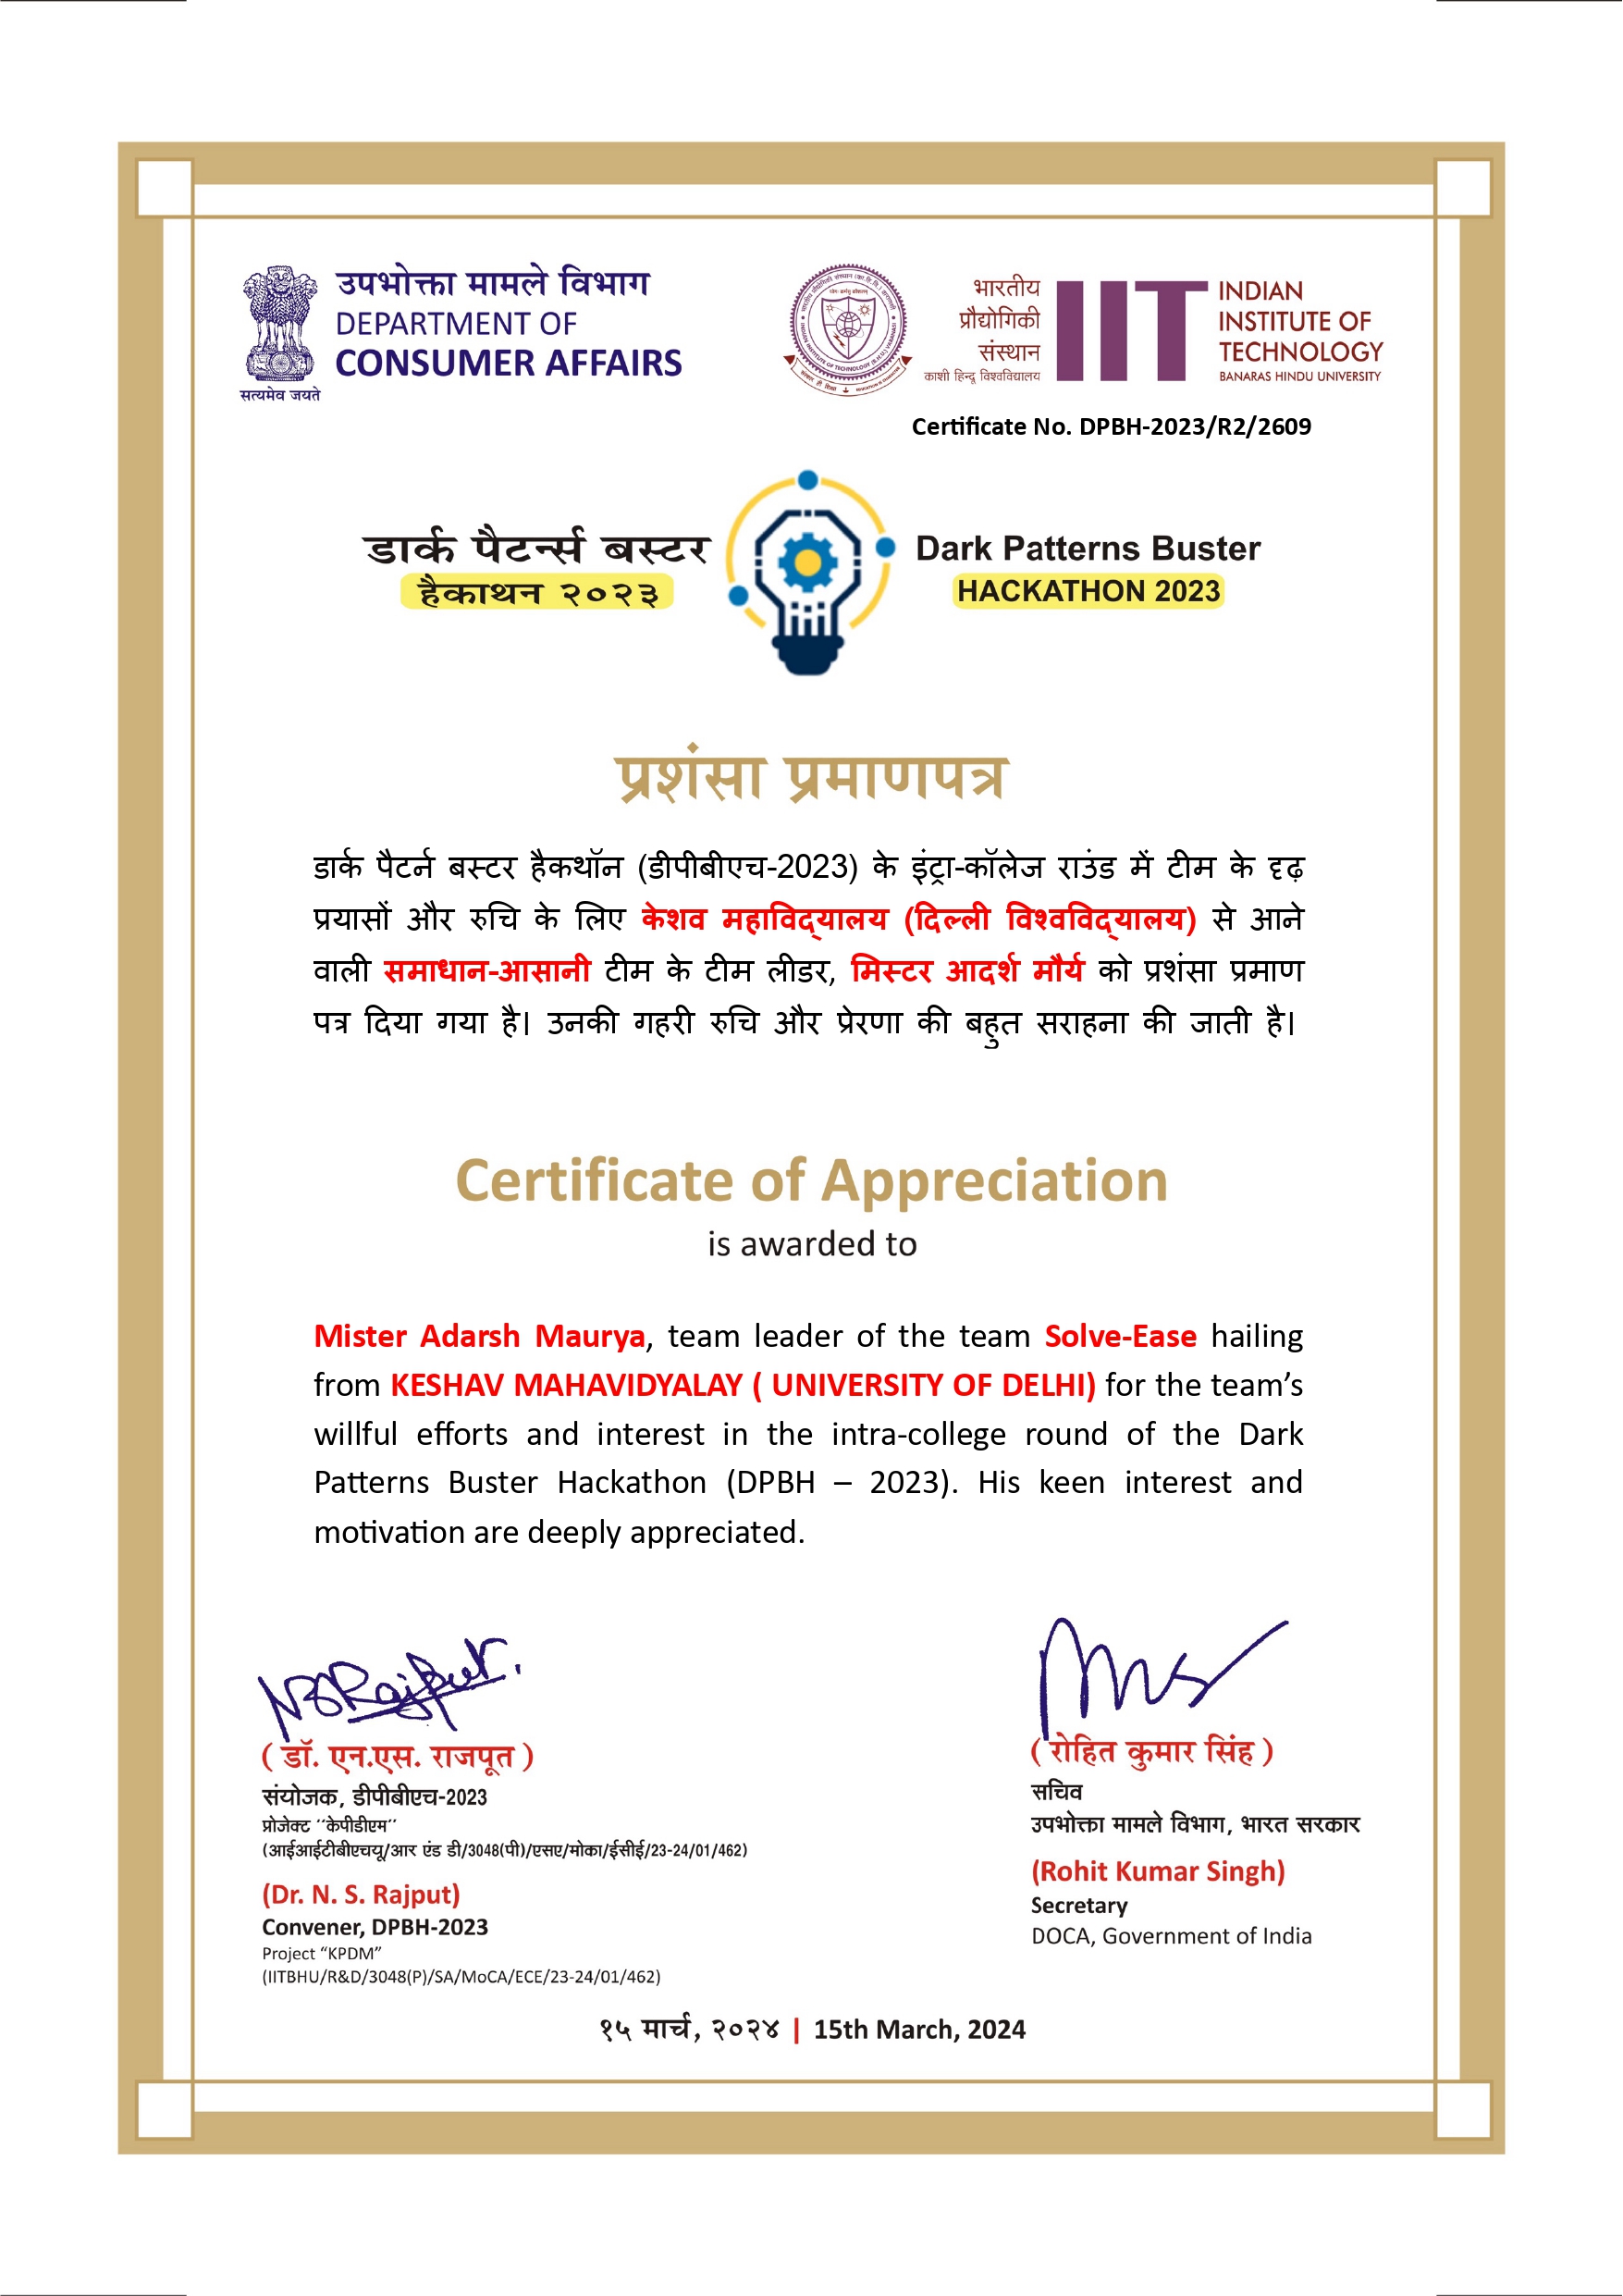 उपभोक्ता मामले विभाग
DEPARTMENT OF
CONSUMER AFFAIRS
सत्यमेव जयते
भारतीय
प्रौद्योगिकी
संस्थान
काशी हिन्दू विश्वविद्यालय
IIT
INDIAN
INSTITUTE OF
TECHNOLOGY
BANARAS HINDU UNIVERSITY
Certificate No. DPBH-2023/R2/2609
डार्क पैटर्न्स बस्टर
हैकाथन २०२३
Dark Patterns Buster
HACKATHON 2023
प्रशंसा प्रमाणपत्र
डार्क पैटर्न बस्टर हैकथॉन (डीपीबीएच-2023) के इंट्रा-कॉलेज राउंड में टीम के दृढ़
प्रयासों और रुचि के लिए केशव महाविद्यालय (दिल्ली विश्वविद्यालय) से आने
वाली समाधान-आसानी टीम के टीम लीडर, मिस्टर आदर्श मौर्य को प्रशंसा प्रमाण
पत्र दिया गया है। उनकी गहरी रुचि और प्रेरणा की बहुत सराहना की जाती है।
Certificate of Appreciation
is awarded to
Mister Adarsh Maurya, team leader of the team Solve-Ease hailing
from KESHAV MAHAVIDYALAY ( UNIVERSITY OF DELHI) for the team’s
willful efforts and interest in the intra-college round of the Dark
Patterns Buster Hackathon (DPBH – 2023). His keen interest and
motivation are deeply appreciated.
NSRajput.
( डॉ. एन.एस. राजपूत )
संयोजक, डीपीबीएच-2023
प्रोजेक्ट ‘‘केपीडीएम’’
(आईआईटीबीएचयू/आर एंड डी/3048(पी)/एसए/मोका/ईसीई/23-24/01/462)
(Dr. N. S. Rajput)
Convener, DPBH-2023
Project “KPDM”
(IITBHU/R&D/3048(P)/SA/MoCA/ECE/23-24/01/462)
( रोहित कुमार सिंह )
सचिव
उपभोक्ता मामले विभाग, भारत सरकार
(Rohit Kumar Singh)
Secretary
DOCA, Government of India
१५ मार्च, २०२४ | 15th March, 2024